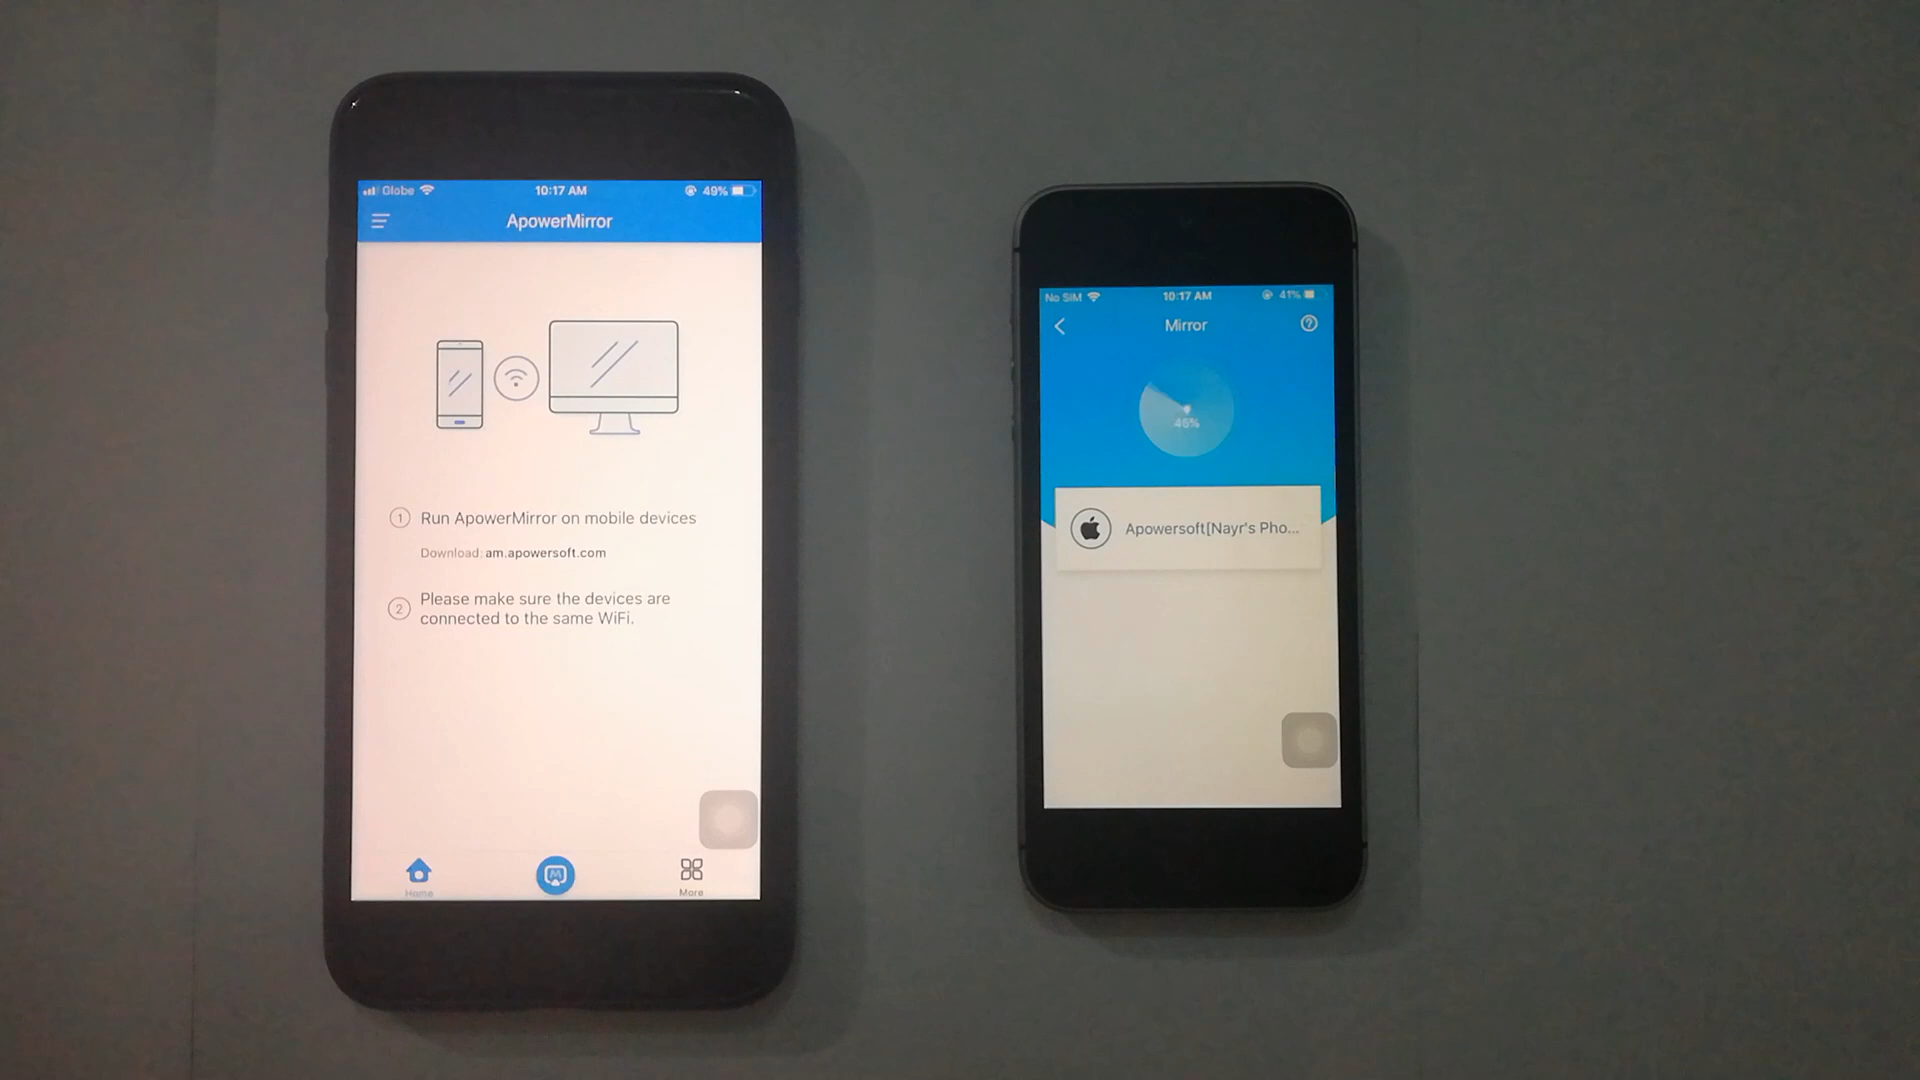 Globe
10:17 AM
49%
ApowerMirror
1
Run ApowerMirror on mobile devices
Download: am.apowersoft.com
2
Please make sure the devices are
connected to the same WiFi.
Home
More
No SIM
10:17 AM
41%
Mirror
?
46%
Apowersoft[Nayr's Pho...